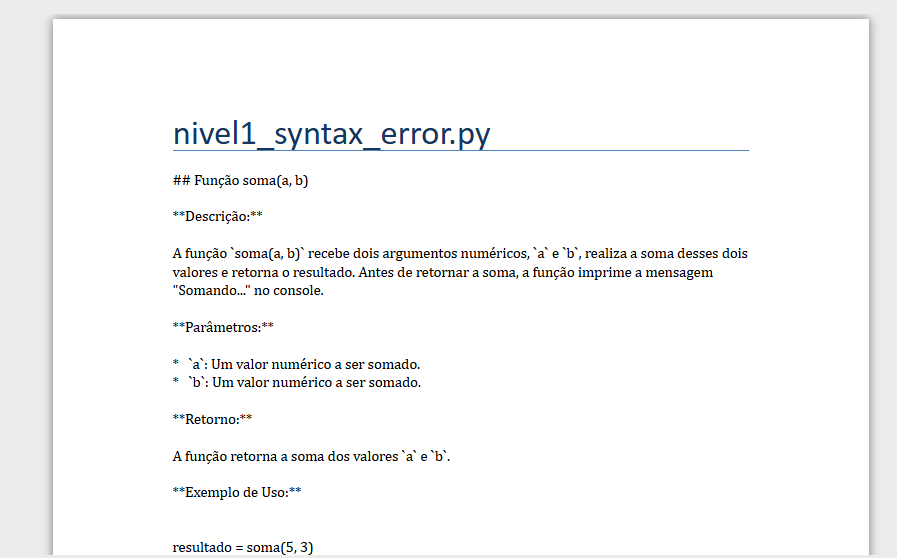 nivel1_syntax_error.py
## Função soma(a, b)
**Descrição:**
A função `soma(a, b)` recebe dois argumentos numéricos, `a` e `b`, realiza a soma desses dois
valores e retorna o resultado. Antes de retornar a soma, a função imprime a mensagem
"Somando..." no console.
**Parâmetros:**
*   `a`: Um valor numérico a ser somado.
*   `b`: Um valor numérico a ser somado.
**Retorno:**
A função retorna a soma dos valores `a` e `b`.
**Exemplo de Uso:**
resultado = soma(5, 3)